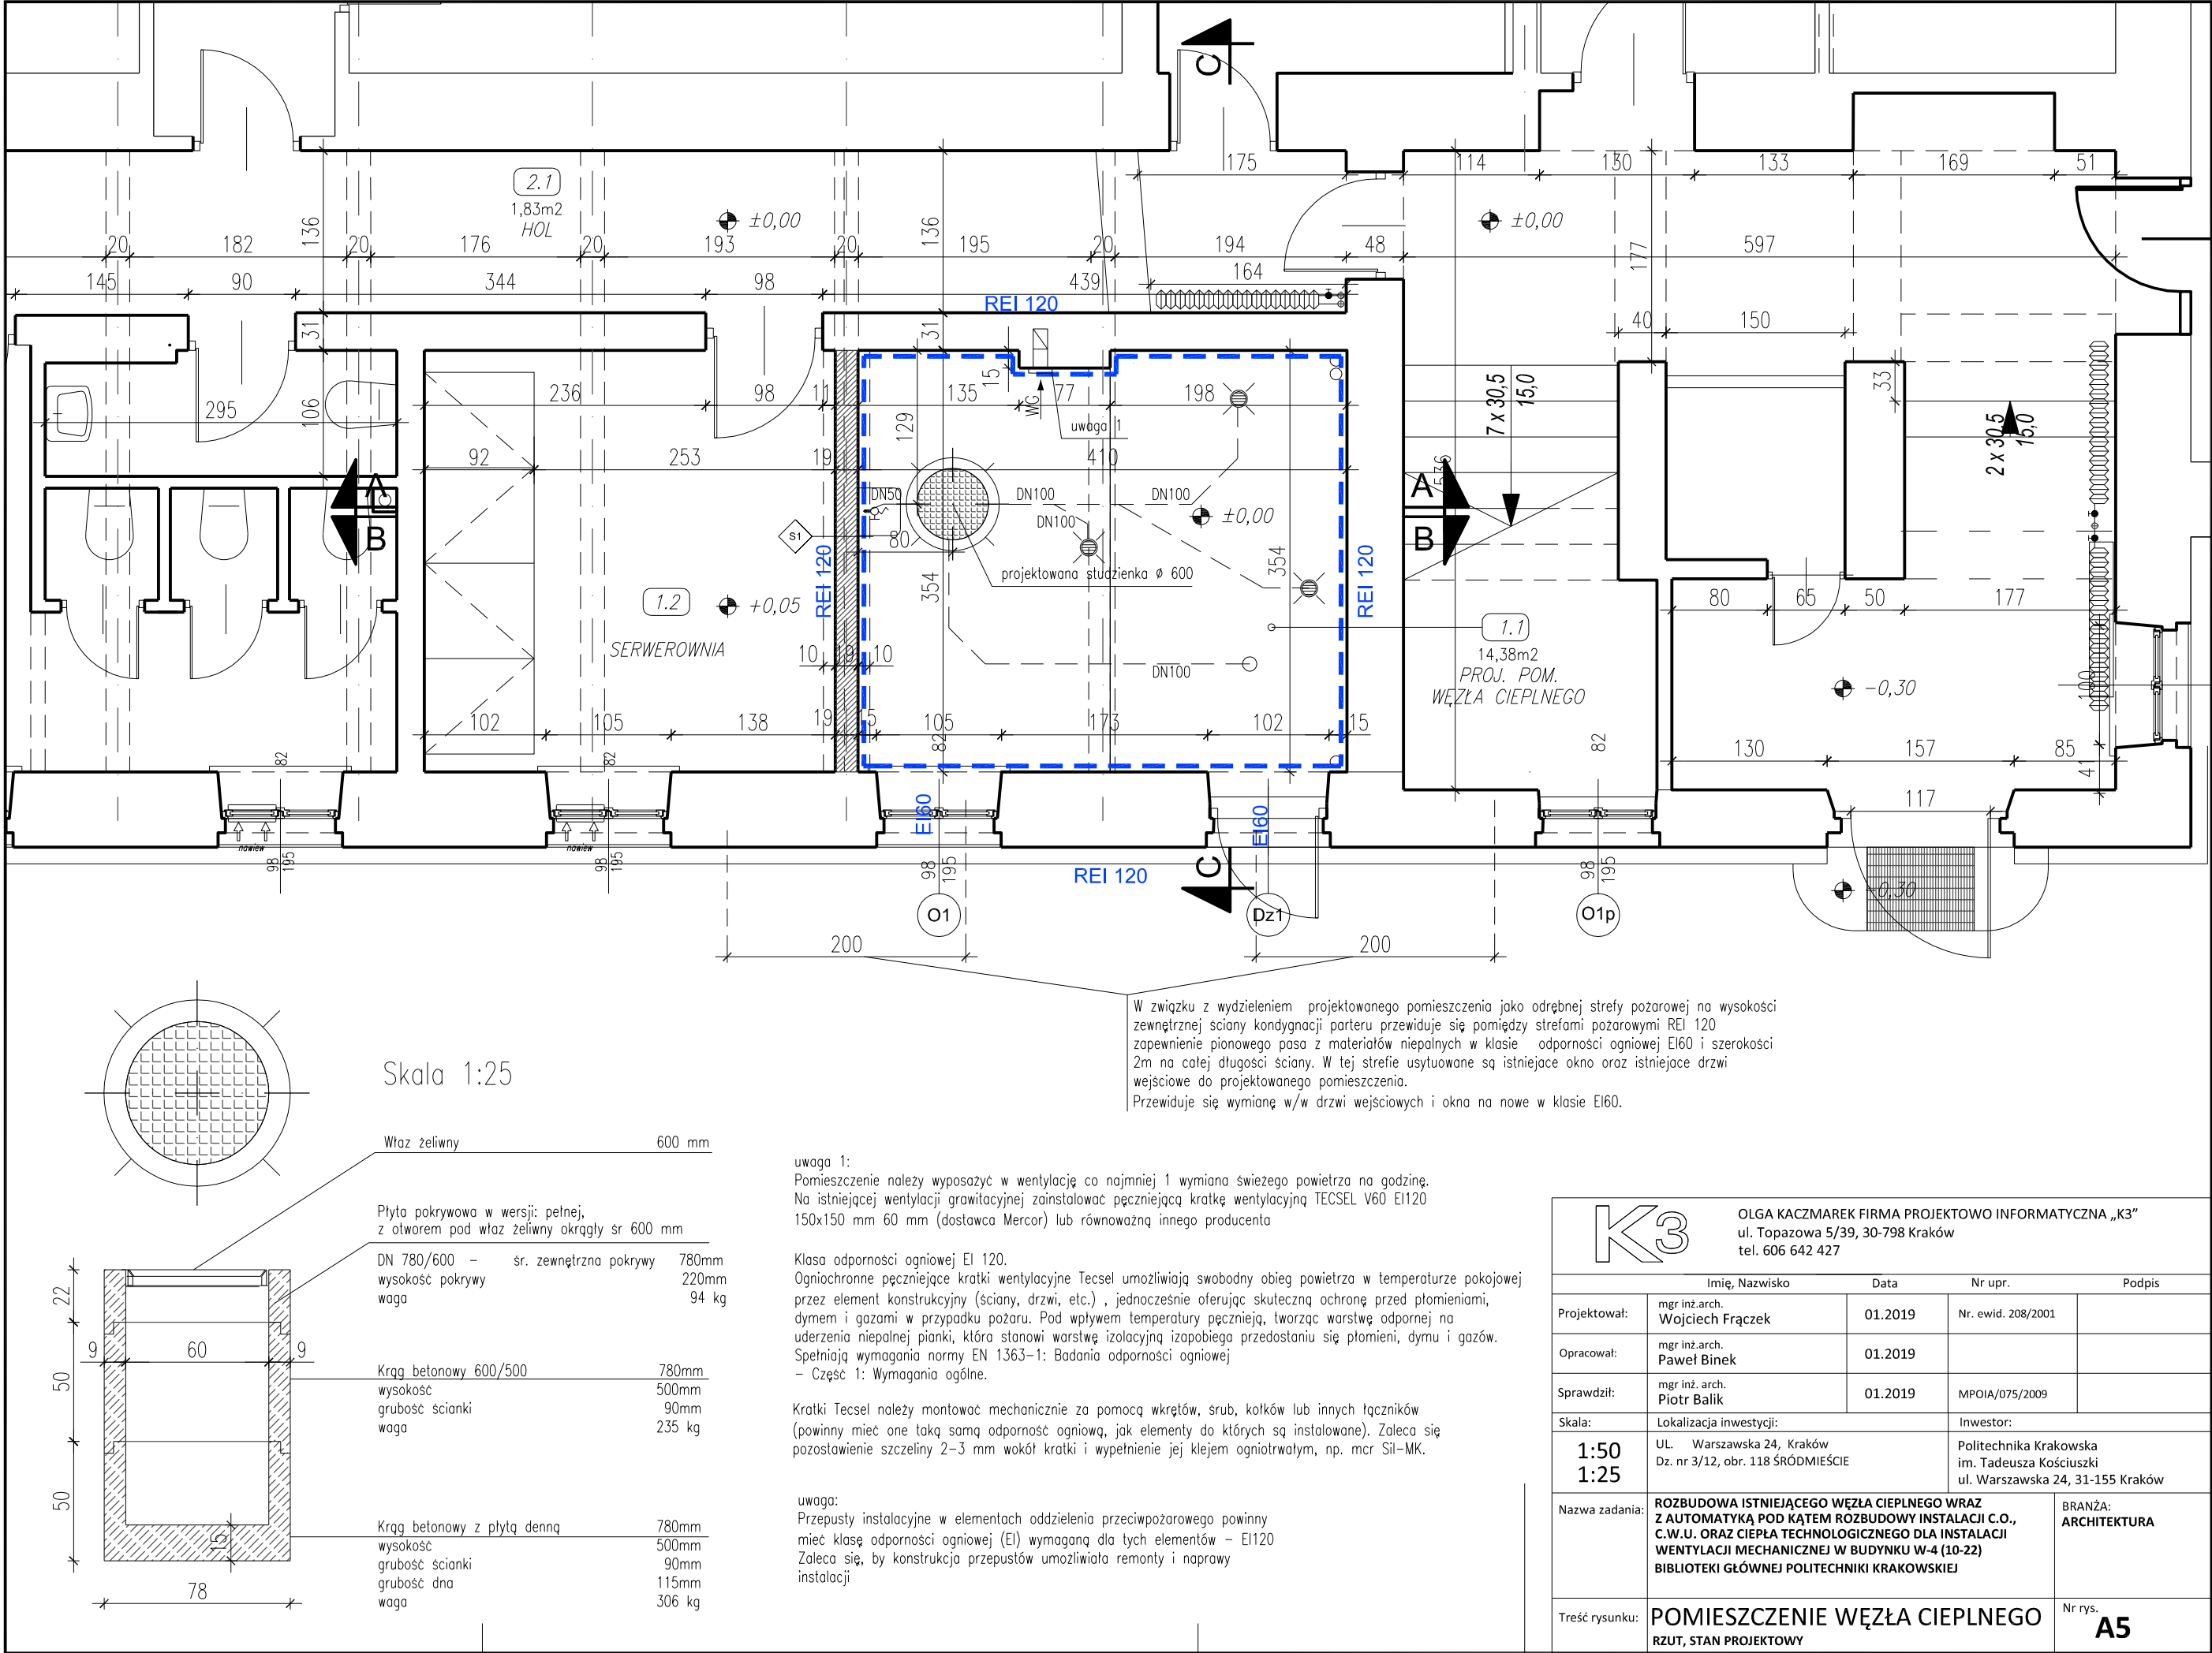 C
175
114
130
133
169
51
2.1
1,83m2
HOL
±0,00
±0,00
136
136
177
20
182
20
176
20
193
20
195
20
194
48
597
145
90
344
98
439
164
REI 120
31
31
40
150
33
15
236
98
11
135
77
198
WG
uwaga 1
129
295
106
92
253
19
410
7 x 30,5
15,0
2 x 30,5
15,0
536
A
B
A
B
DN50
DN100
DN100
DN100
±0,00
S1
80
projektowana studzienka ø 600
354
354
REI 120
REI 120
1.2
+0,05
SERWEROWNIA
1.1
14,38m2
PROJ. POM.
WĘZŁA CIEPLNEGO
80
65
50
177
10
19
10
DN100
-0,30
100
102
105
138
19
15
105
173
102
15
82
82
82
82
130
157
85
41
117
nawiew
nawiew
EI60
EI60
98
195
98
195
98
195
98
195
REI 120
C
-0,30
O1
Dz1
O1p
200
200
W związku z wydzieleniem projektowanego pomieszczenia jako odrębnej strefy pożarowej na wysokości
zewnętrznej ściany kondygnacji parteru przewiduje się pomiędzy strefami pożarowymi REI 120
zapewnienie pionowego pasa z materiałów niepalnych w klasie odporności ogniowej EI60 i szerokości
2m na całej długości ściany. W tej strefie usytuowane są istniejace okno oraz istniejace drzwi
wejściowe do projektowanego pomieszczenia.
Przewiduje się wymianę w/w drzwi wejściowych i okna na nowe w klasie EI60.
Skala 1:25
Właz żeliwny 600 mm
Płyta pokrywowa w wersji: pełnej,
z otworem pod właz żeliwny okrągły śr 600 mm
DN 780/600 – śr. zewnętrzna pokrywy 780mm
wysokość pokrywy 220mm
waga 94 kg
22
9
60
9
50
50
15
78
Krąg betonowy 600/500 780mm
wysokość 500mm
grubość ścianki 90mm
waga 235 kg
Krąg betonowy z płytą denną 780mm
wysokość 500mm
grubość ścianki 90mm
grubość dna 115mm
waga 306 kg
uwaga 1:
Pomieszczenie należy wyposażyć w wentylację co najmniej 1 wymiana świeżego powietrza na godzinę.
Na istniejącej wentylacji grawitacyjnej zainstalować pęczniejącą kratkę wentylacyjną TECSEL V60 EI120
150x150 mm 60 mm (dostawca Mercor) lub równoważną innego producenta
Klasa odporności ogniowej EI 120.
Ogniochronne pęczniejące kratki wentylacyjne Tecsel umożliwiają swobodny obieg powietrza w temperaturze pokojowej
przez element konstrukcyjny (ściany, drzwi, etc.) , jednocześnie oferując skuteczną ochronę przed płomieniami,
dymem i gazami w przypadku pożaru. Pod wpływem temperatury pęcznieją, tworząc warstwę odpornej na
uderzenia niepalnej pianki, która stanowi warstwę izolacyjną izapobiega przedostaniu się płomieni, dymu i gazów.
Spełniają wymagania normy EN 1363-1: Badania odporności ogniowej
– Część 1: Wymagania ogólne.
Kratki Tecsel należy montować mechanicznie za pomocą wkrętów, śrub, kołków lub innych łączników
(powinny mieć one taką samą odporność ogniową, jak elementy do których są instalowane). Zaleca się
pozostawienie szczeliny 2-3 mm wokół kratki i wypełnienie jej klejem ogniotrwałym, np. mcr Sil-MK.
uwaga:
Przepusty instalacyjne w elementach oddzielenia przeciwpożarowego powinny
mieć klasę odporności ogniowej (EI) wymaganą dla tych elementów – EI120
Zaleca się, by konstrukcja przepustów umożliwiała remonty i naprawy
instalacji
K3
OLGA KACZMAREK FIRMA PROJEKTOWO INFORMATYCZNA „K3”
ul. Topazowa 5/39, 30-798 Kraków
tel. 606 642 427
Imię, Nazwisko Data Nr upr. Podpis
Projektował: mgr inż.arch. Wojciech Frączek 01.2019 Nr. ewid. 208/2001
Opracował: mgr inż.arch. Paweł Binek 01.2019
Sprawdził: mgr inż. arch. Piotr Balik 01.2019 MPOIA/075/2009
Skala: Lokalizacja inwestycji: Inwestor:
1:50
1:25
UL. Warszawska 24, Kraków
Dz. nr 3/12, obr. 118 ŚRÓDMIEŚCIE
Politechnika Krakowska
im. Tadeusza Kościuszki
ul. Warszawska 24, 31-155 Kraków
Nazwa zadania:
ROZBUDOWA ISTNIEJĄCEGO WĘZŁA CIEPLNEGO WRAZ
Z AUTOMATYKĄ POD KĄTEM ROZBUDOWY INSTALACJI C.O.,
C.W.U. ORAZ CIEPŁA TECHNOLOGICZNEGO DLA INSTALACJI
WENTYLACJI MECHANICZNEJ W BUDYNKU W-4 (10-22)
BIBLIOTEKI GŁÓWNEJ POLITECHNIKI KRAKOWSKIEJ
BRANŻA:
ARCHITEKTURA
Treść rysunku:
POMIESZCZENIE WĘZŁA CIEPLNEGO
RZUT, STAN PROJEKTOWY
Nr rys.
A5